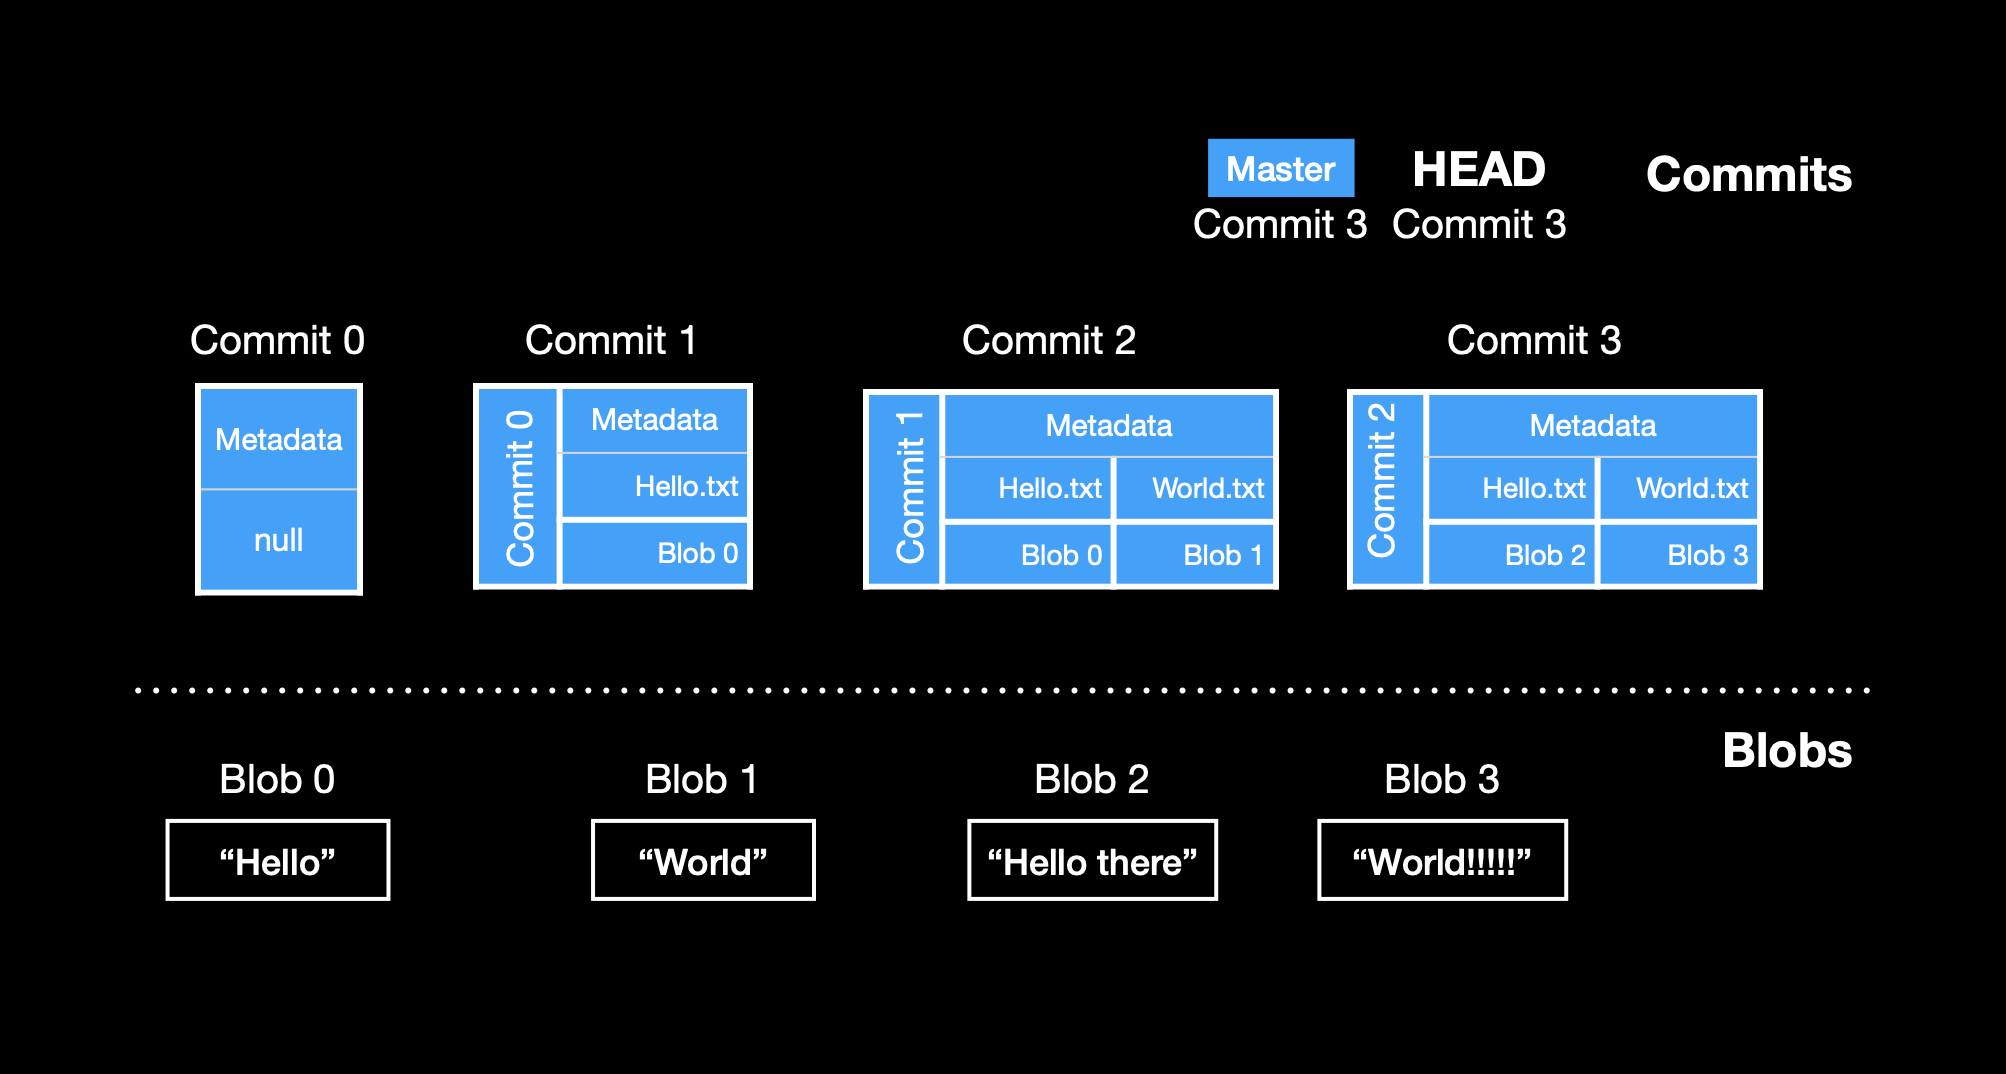 Master
HEAD
Commits
Commit 3
Commit 3
Commit 0
Metadata
null
Commit 1
Commit 0
Metadata
Hello.txt
Blob 0
Commit 2
Commit 1
Metadata
Hello.txt
World.txt
Blob 0
Blob 1
Commit 3
Commit 2
Metadata
Hello.txt
World.txt
Blob 2
Blob 3
Blobs
Blob 0
“Hello”
Blob 1
“World”
Blob 2
“Hello there”
Blob 3
“World!!!!!”